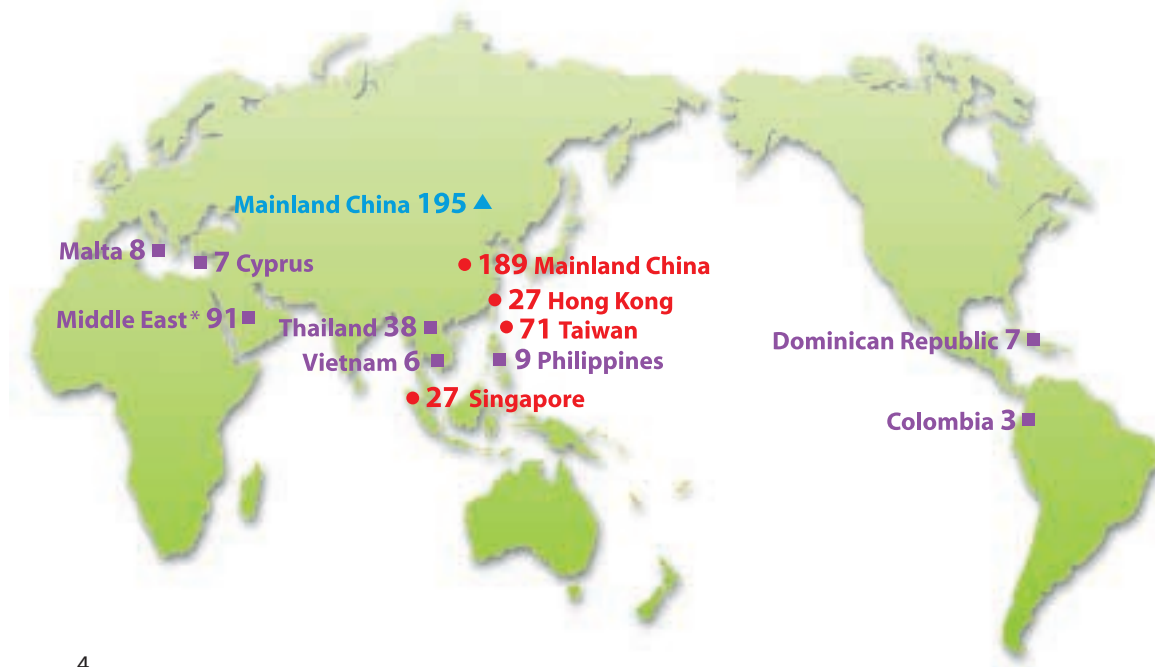 Mainland China 195 ▲
Malta 8 ■
■ 7 Cyprus
● 189 Mainland China
● 27 Hong Kong
Middle East* 91 ■
Thailand 38 ■
● 71 Taiwan
Vietnam 6 ■
■ 9 Philippines
Dominican Republic 7 ■
● 27 Singapore
Colombia 3 ■
4